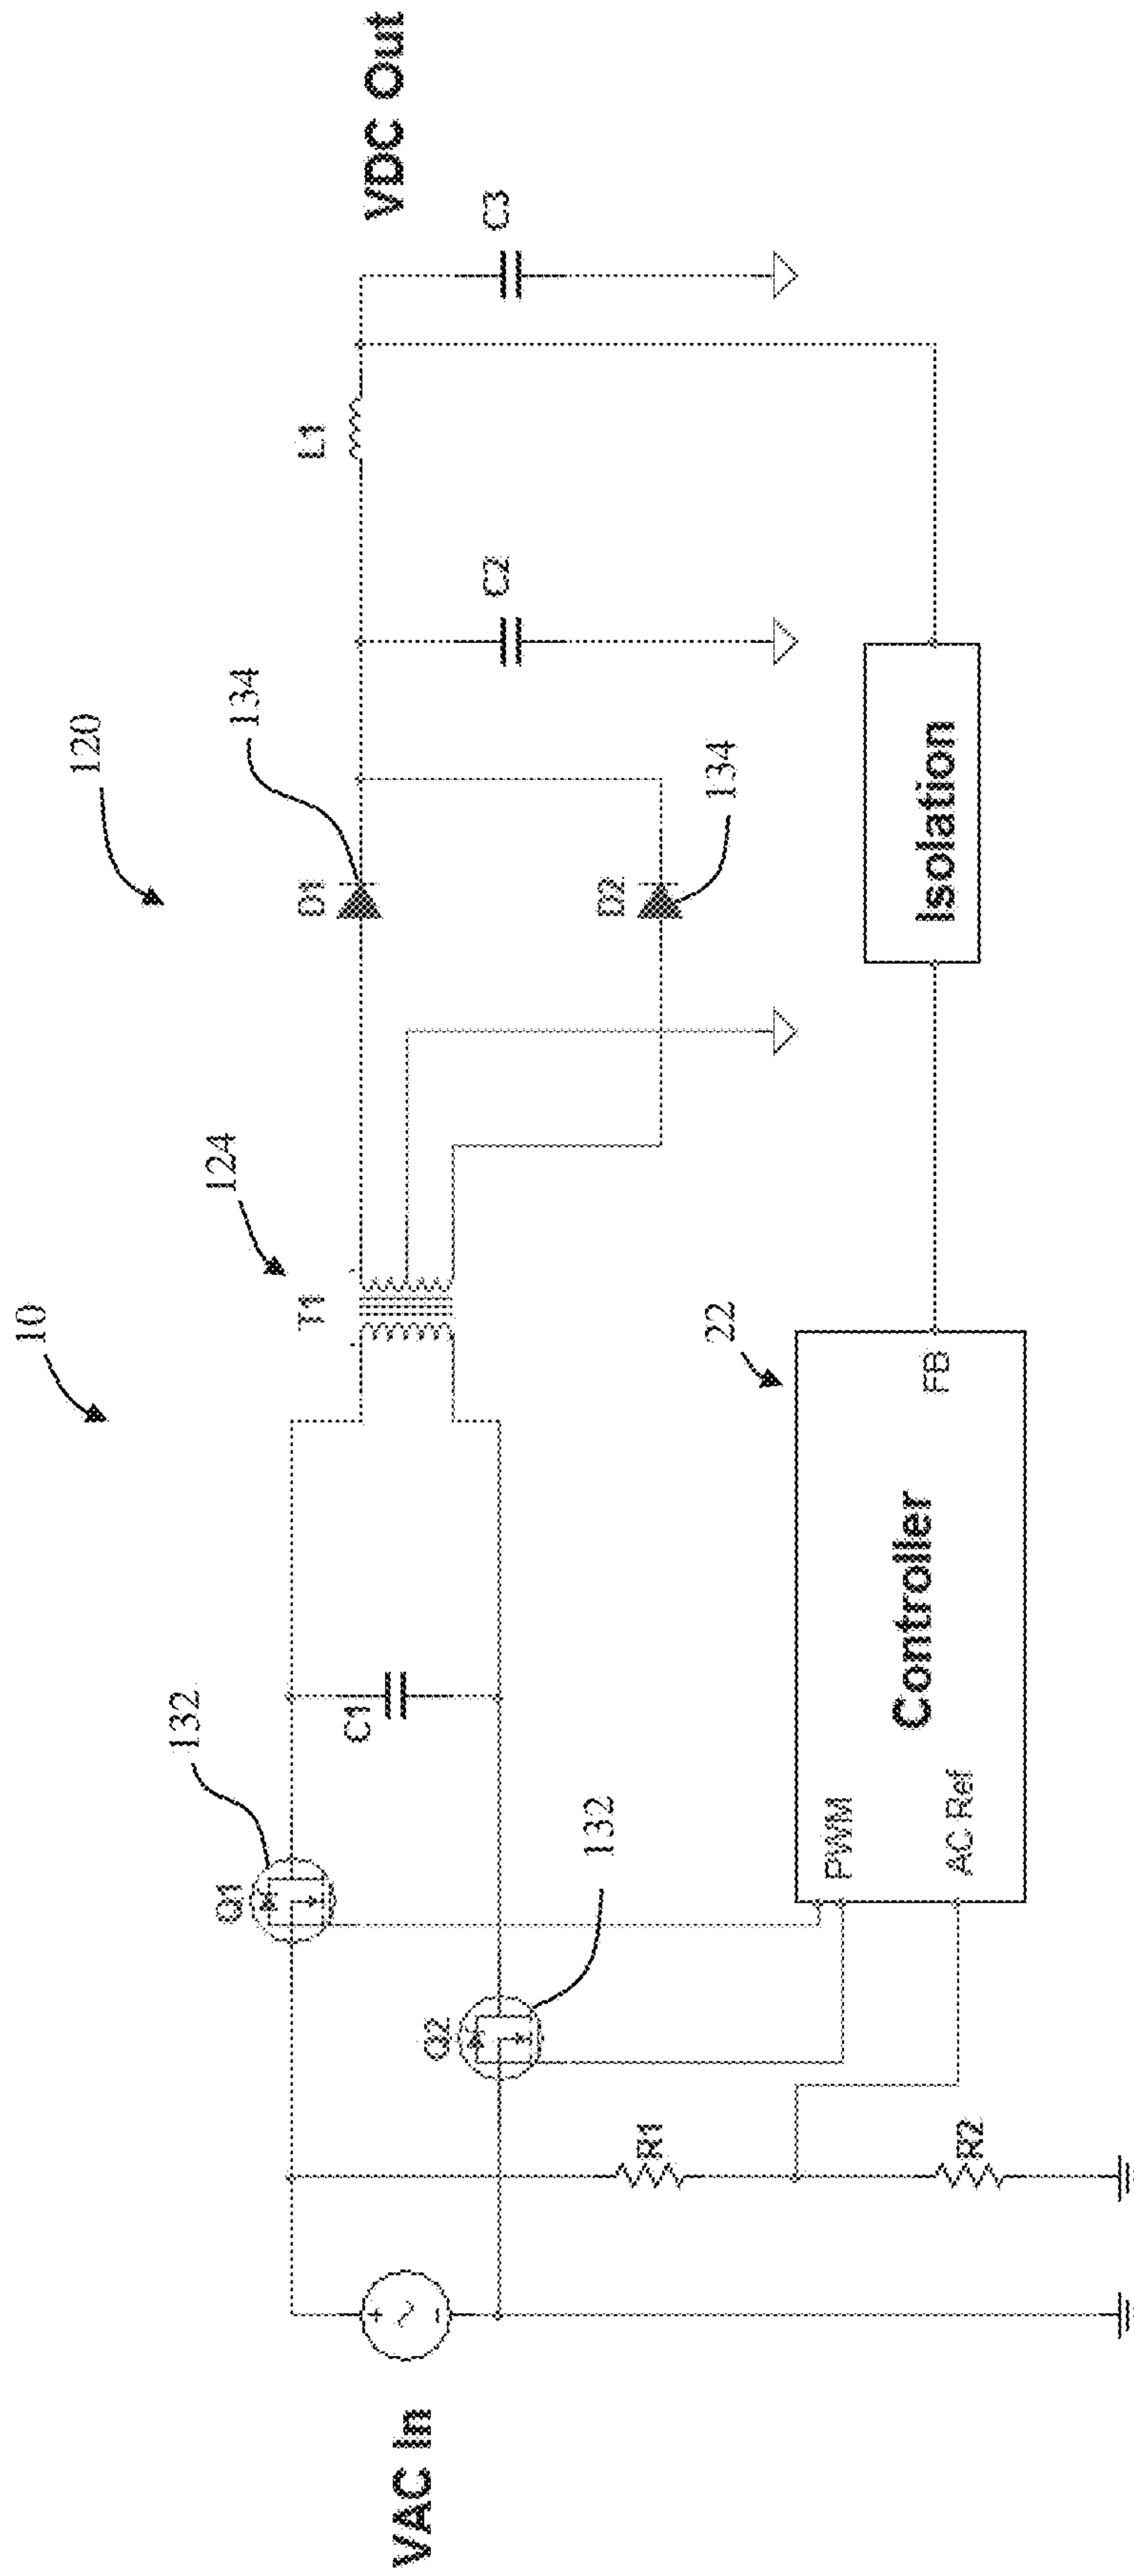 10
120
124
134
VDC Out
132
Q1
T1
D1
L1
C1
C2
C3
VAC In
Q2
132
D2
134
R1
22
PWM
Controller
FB
Isolation
AC Ref
R2
+
-